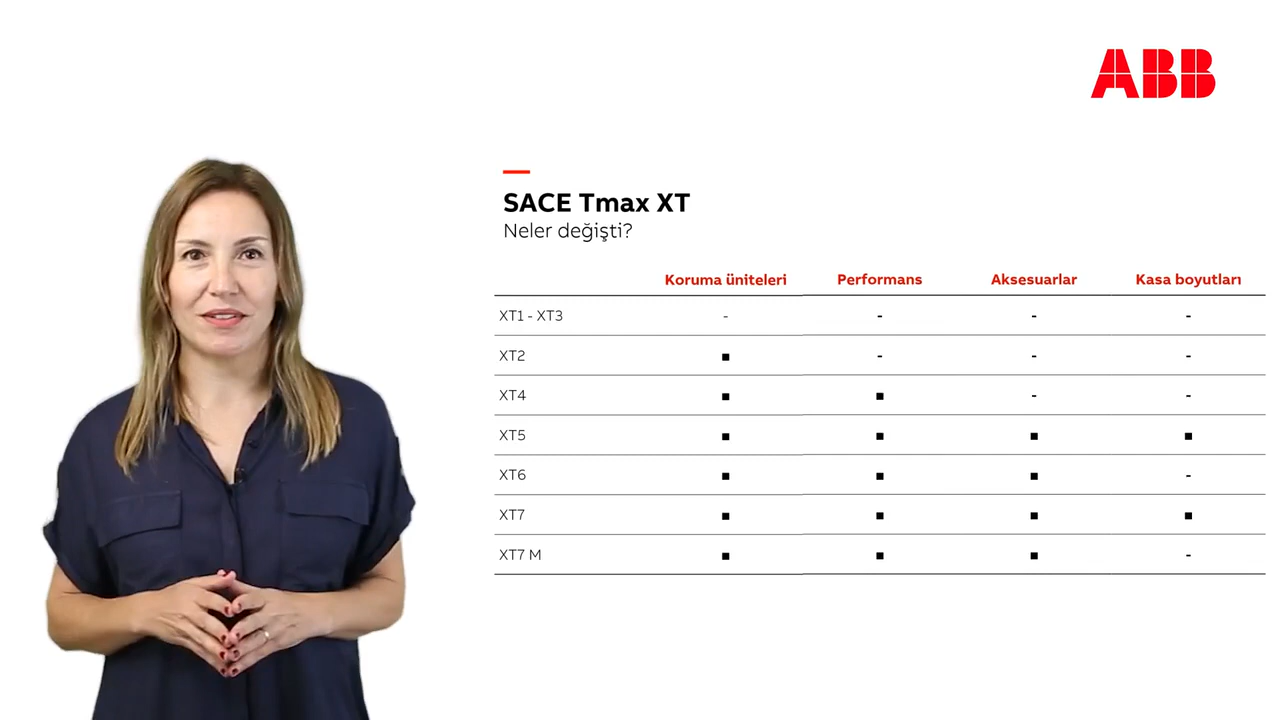 ABB
SACE Tmax XT
Neler değişti?
Koruma üniteleri Performans Aksesuarlar Kasa boyutları
XT1 - XT3 - - - -
XT2 ■ - - -
XT4 ■ ■ - -
XT5 ■ ■ ■ ■
XT6 ■ ■ ■ -
XT7 ■ ■ ■ ■
XT7 M ■ ■ ■ -